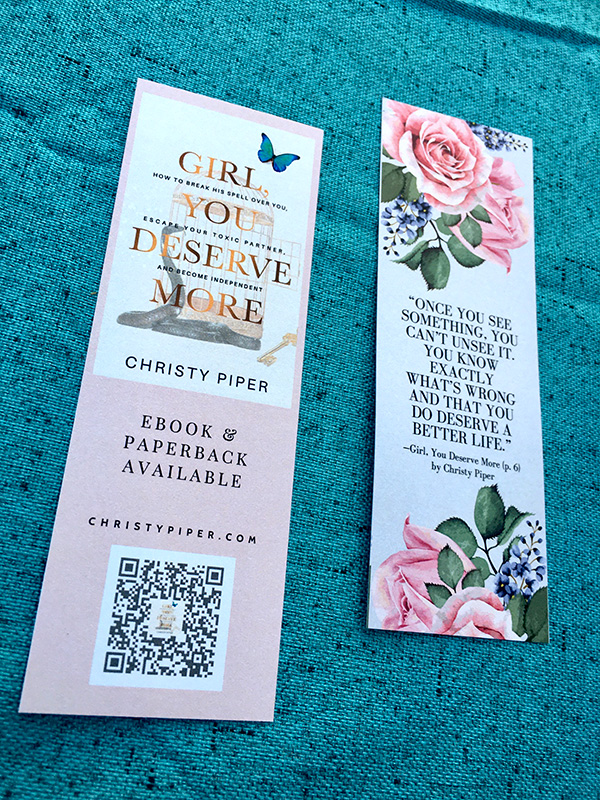 GIRL,
HOW TO BREAK HIS SPELL OVER YOU,
YOU
ESCAPE YOUR TOXIC PARTNER,
DESERVE
AND BECOME INDEPENDENT
MORE
CHRISTY PIPER
EBOOK &
PAPERBACK
AVAILABLE
CHRISTYPIPER.COM
“ONCE YOU SEE
SOMETHING, YOU
CAN’T UNSEE IT.
YOU KNOW
EXACTLY
WHAT’S WRONG
AND THAT YOU
DO DESERVE A
BETTER LIFE.”
—Girl, You Deserve More (p. 6)
by Christy Piper